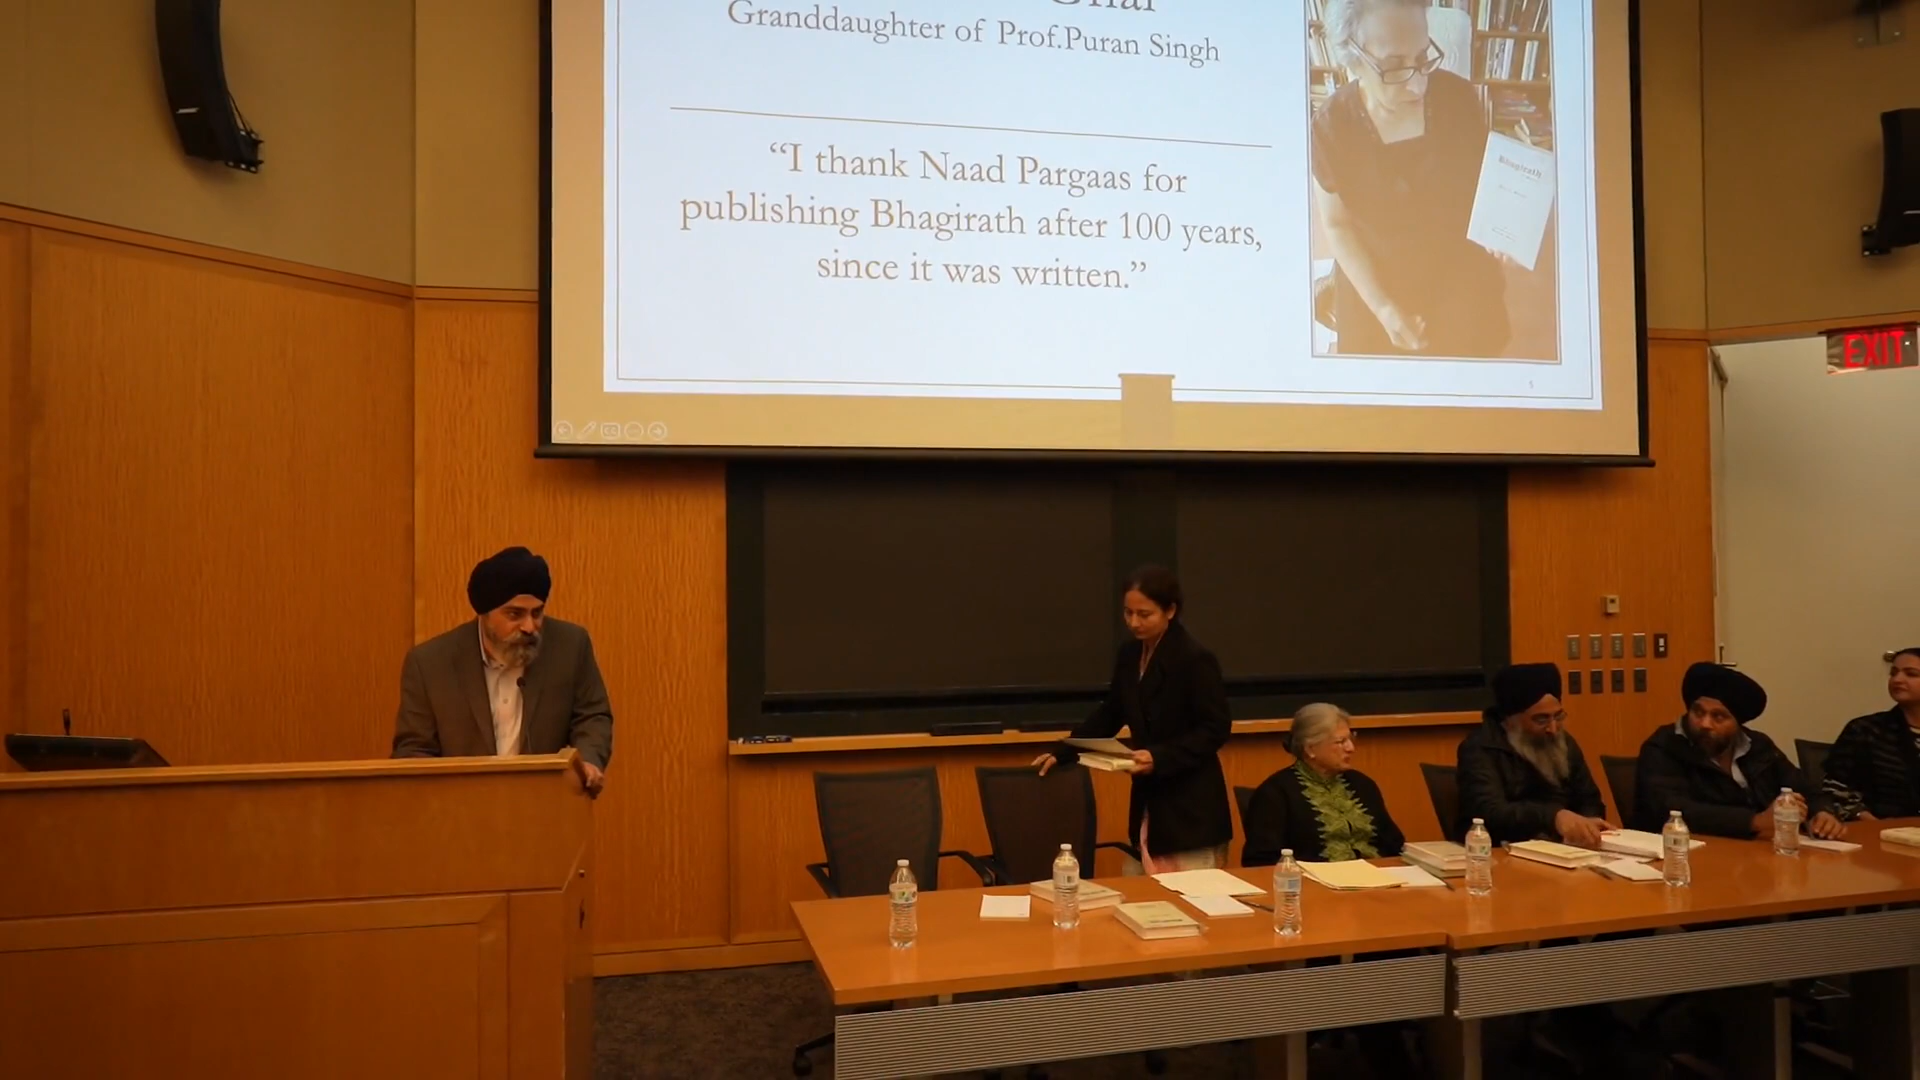 Granddaughter of Prof.Puran Singh
“I thank Naad Pargaas for
publishing Bhagirath after 100 years,
since it was written.”
Bhagirath
EXIT